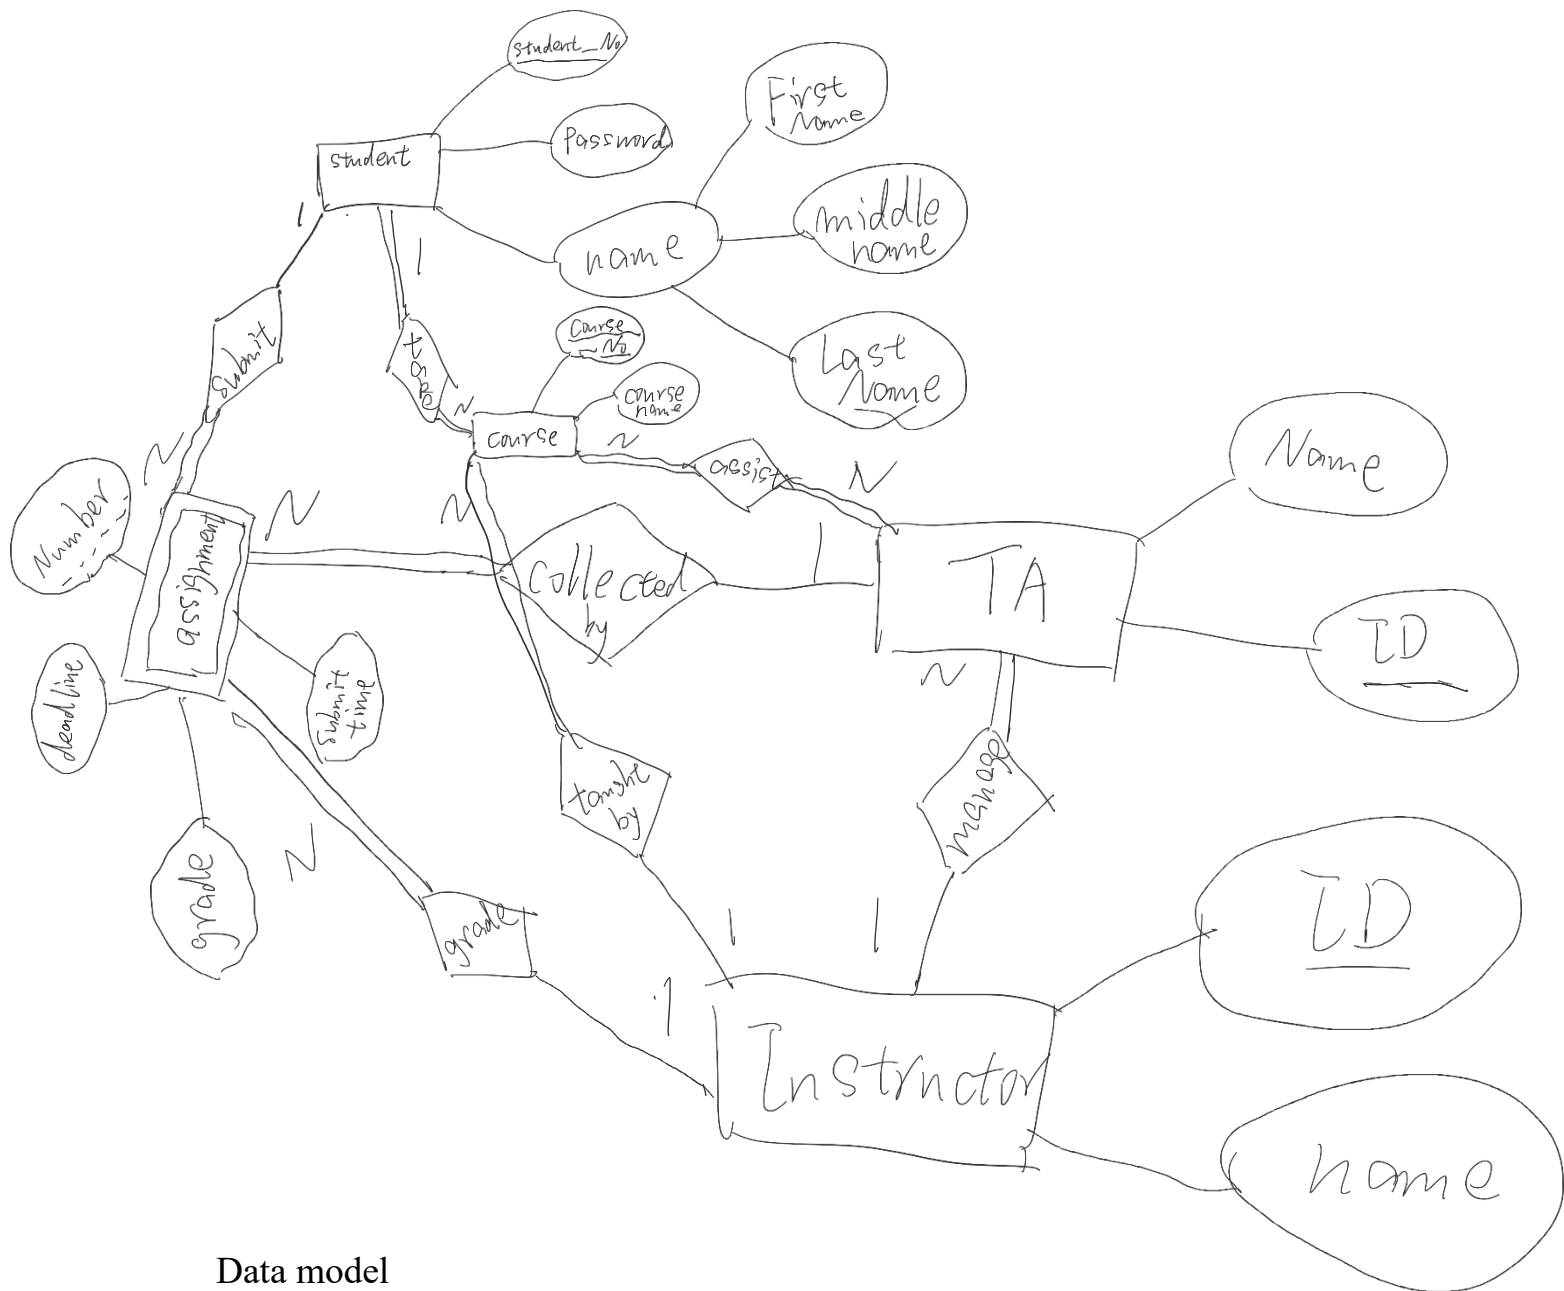 student_No
First
Name
Password
student
1
middle
name
name
1
Course
No
submit
Last
Name
course
name
N
course
N
assist
N
Name
N
Number
N
N
assignment
collected
by
1
TA
ID
N
deadline
submit
time
manage
taught
by
N
grade
grade
1
1
ID
1
Instructor
name
Data model